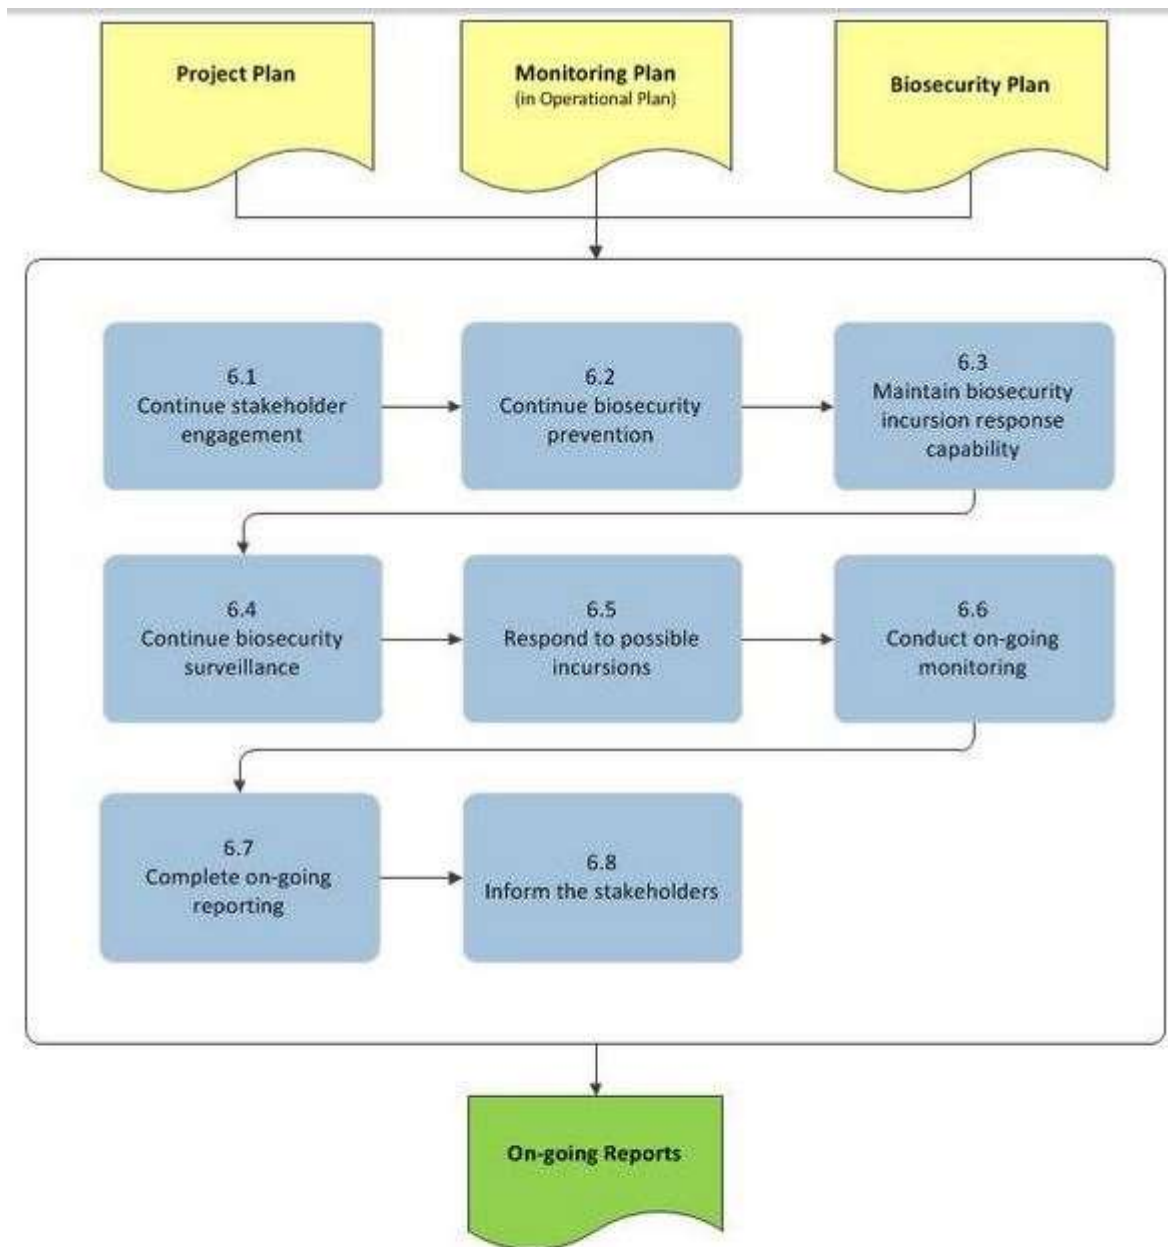 Project Plan
Monitoring Plan
(in Operational Plan)
Biosecurity Plan
6.1
Continue stakeholder
engagement
6.2
Continue biosecurity
prevention
6.3
Maintain biosecurity
incursion response
capability
6.4
Continue biosecurity
surveillance
6.5
Respond to possible
incursions
6.6
Conduct on-going
monitoring
6.7
Complete on-going
reporting
6.8
Inform the stakeholders
On-going Reports